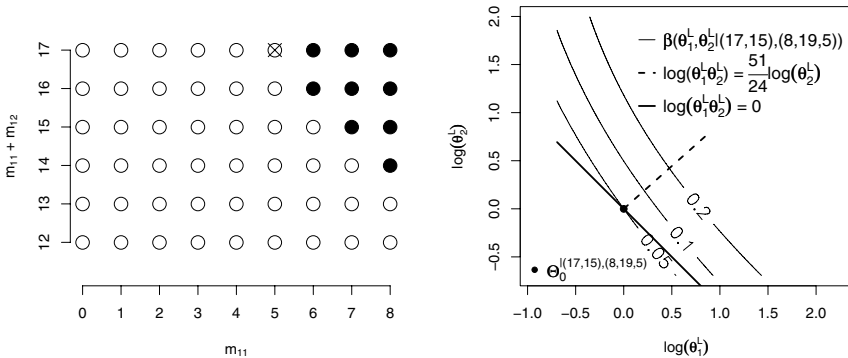 m₁₁ + m₁₂
17
16
15
14
13
12
0 1 2 3 4 5 6 7 8
m₁₁
log(θ₂ᴸ)
2.0
1.5
1.0
0.5
0.0
−0.5
β(θ₁ᴸ,θ₂ᴸ|(17,15),(8,19,5))
log(θ₁ᴸθ₂ᴸ) = 51/24 log(θ₂ᴸ)
log(θ₁ᴸθ₂ᴸ) = 0
0.2
0.1
0.05
Θ₀^|(17,15),(8,19,5)
−1.0 0.0 0.5 1.0 1.5 2.0
log(θ₁ᴸ)